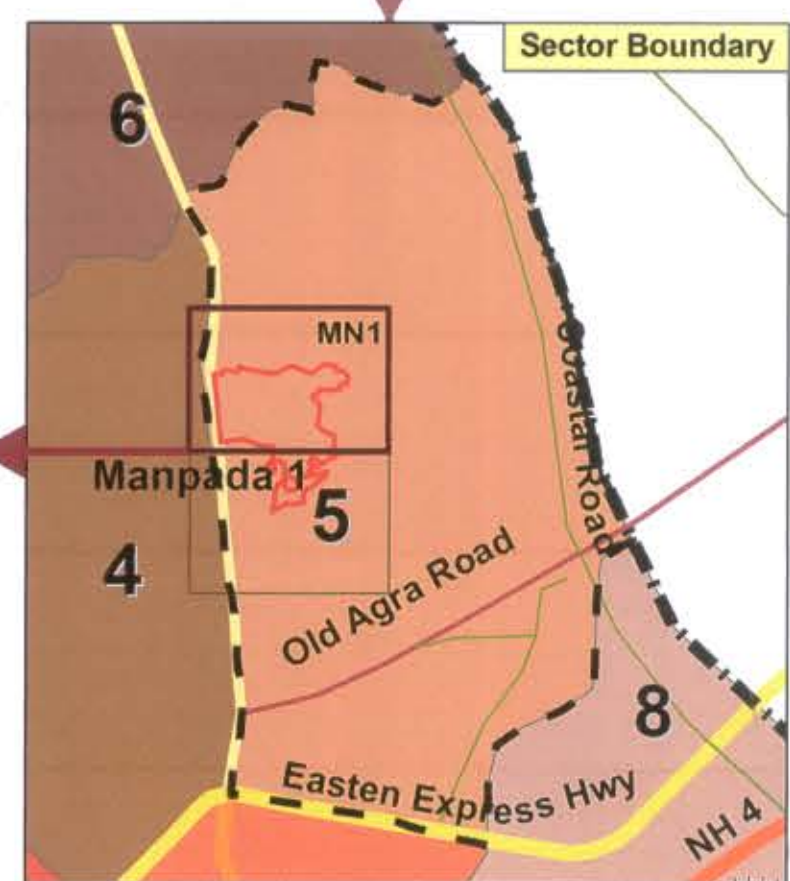 Sector Boundary
6
MN1
Coastal Road
Manpada 1
5
4
Old Agra Road
8
Easten Express Hwy
NH 4